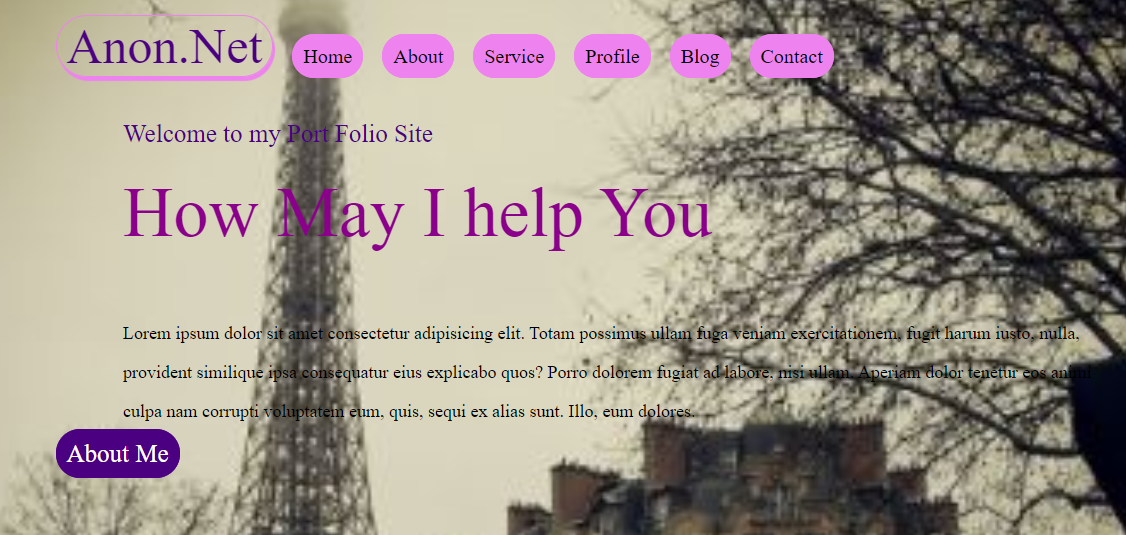 Anon.Net
Home About Service Profile Blog Contact
Welcome to my Port Folio Site
How May I help You
Lorem ipsum dolor sit amet consectetur adipisicing elit. Totam possimus ullam fuga veniam exercitationem, fugit harum iusto, nulla,
provident similique ipsa consequatur eius explicabo quos? Porro dolorem fugiat ad labore, nisi ullam. Aperiam dolor tenetur eos animi
culpa nam corrupti voluptatem eum, quis, sequi ex alias sunt. Illo, eum dolores.
About Me